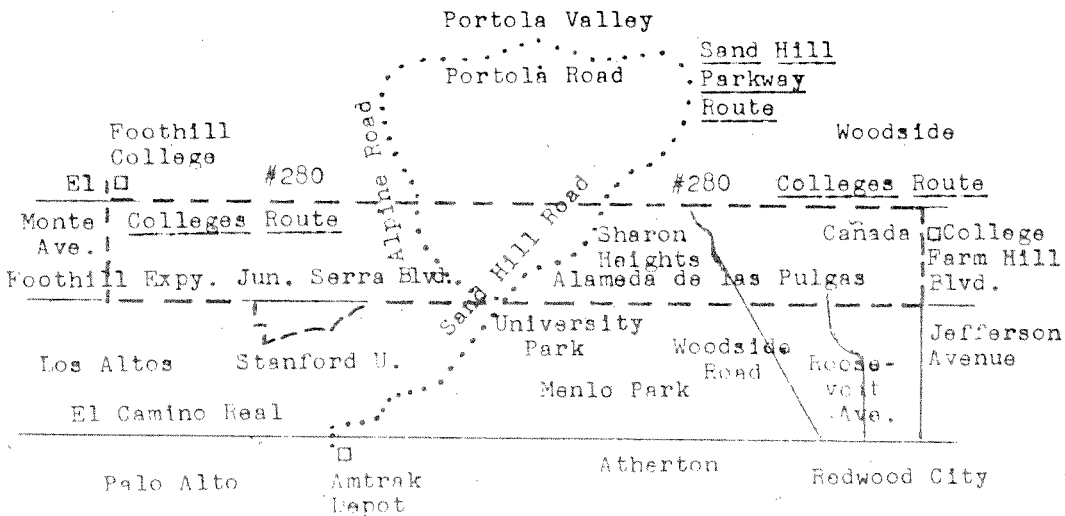 Portola Valley
Portola Road
Sand Hill
Parkway
Route
Alpine Road
Foothill
College
Woodside
El
Monte
Ave.
#280
#280
Colleges Route
Colleges Route
Sand Hill Road
Sharon
Heights
Cañada
College
Farm Hill
Blvd.
Foothill Expy.
Jun. Serra Blvd.
Alameda de las Pulgas
University
Park
Los Altos
Stanford U.
Woodside
Road
Roose-
velt
Ave.
Jefferson
Avenue
Menlo Park
El Camino Real
Palo Alto
Amtrak
Depot
Atherton
Redwood City